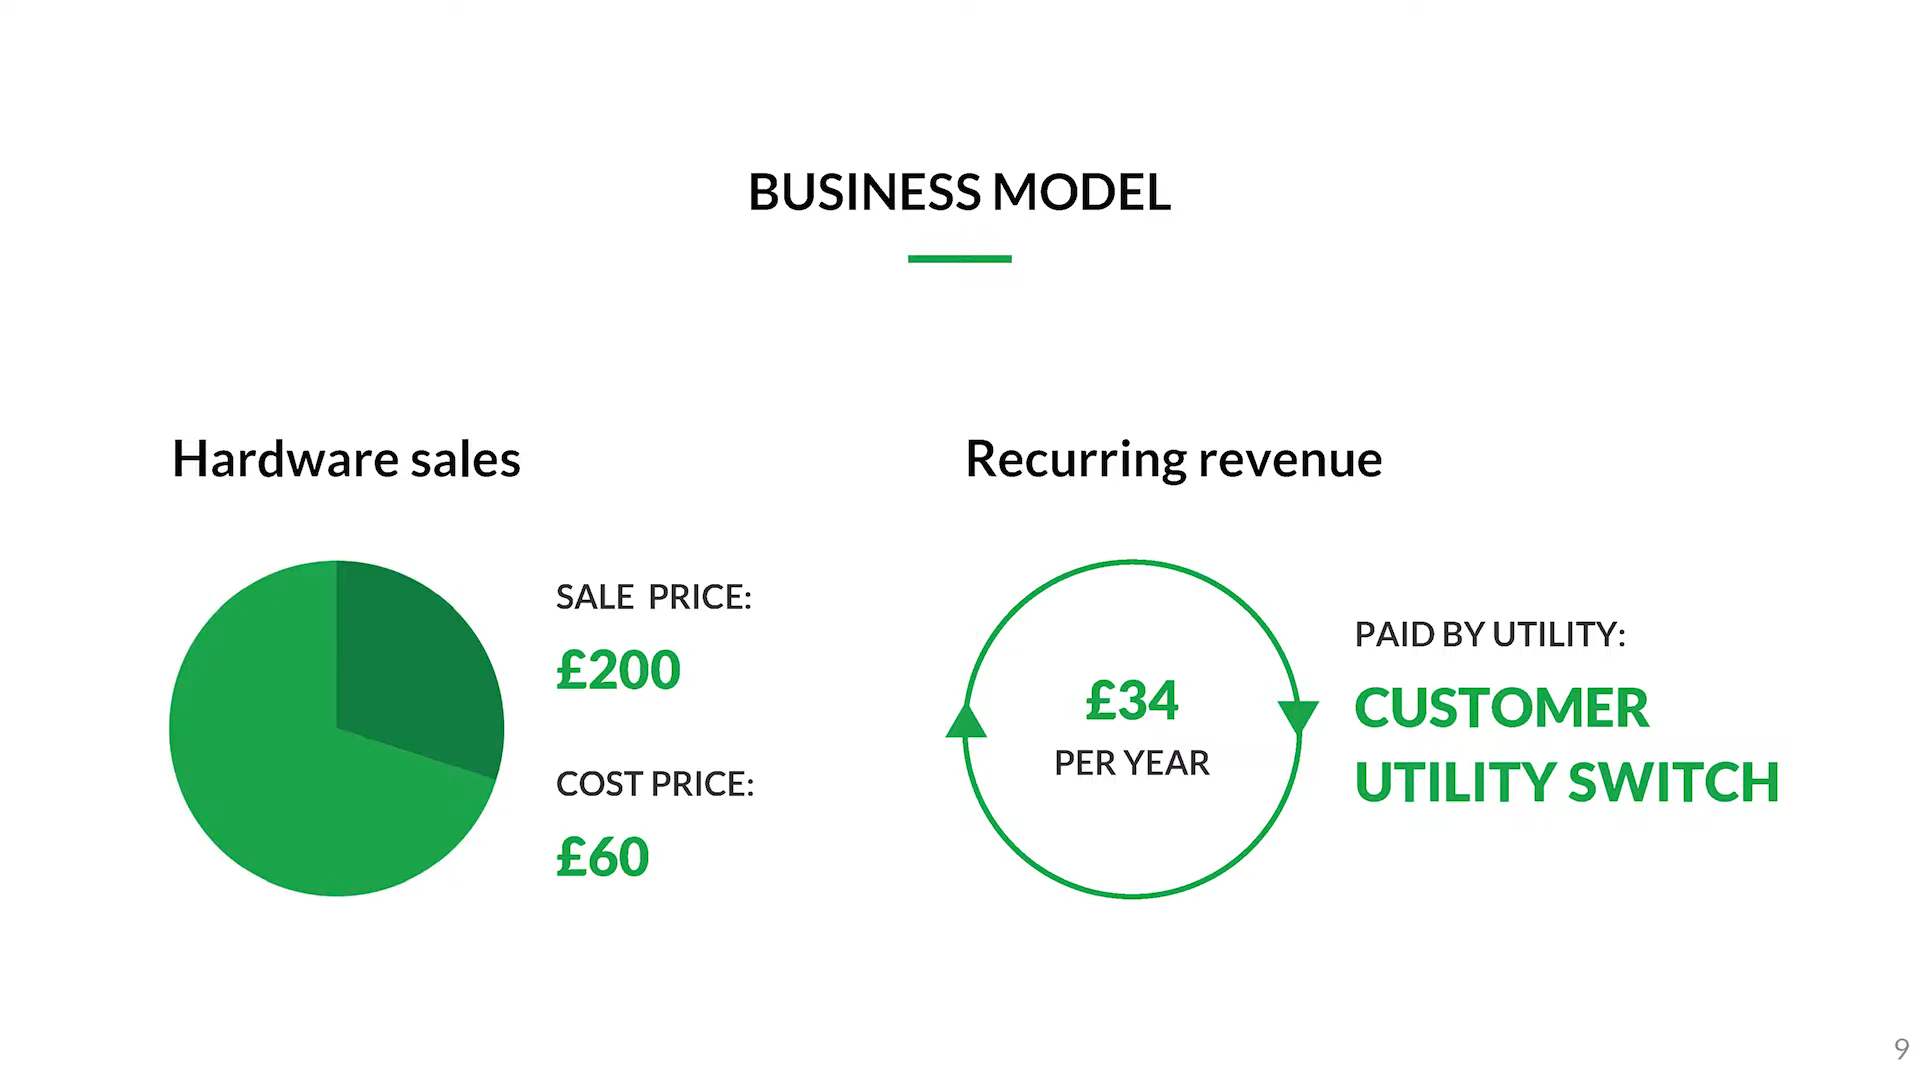 BUSINESS MODEL
Hardware sales
SALE PRICE:
£200
COST PRICE:
£60
Recurring revenue
£34
PER YEAR
PAID BY UTILITY:
CUSTOMER
UTILITY SWITCH
9